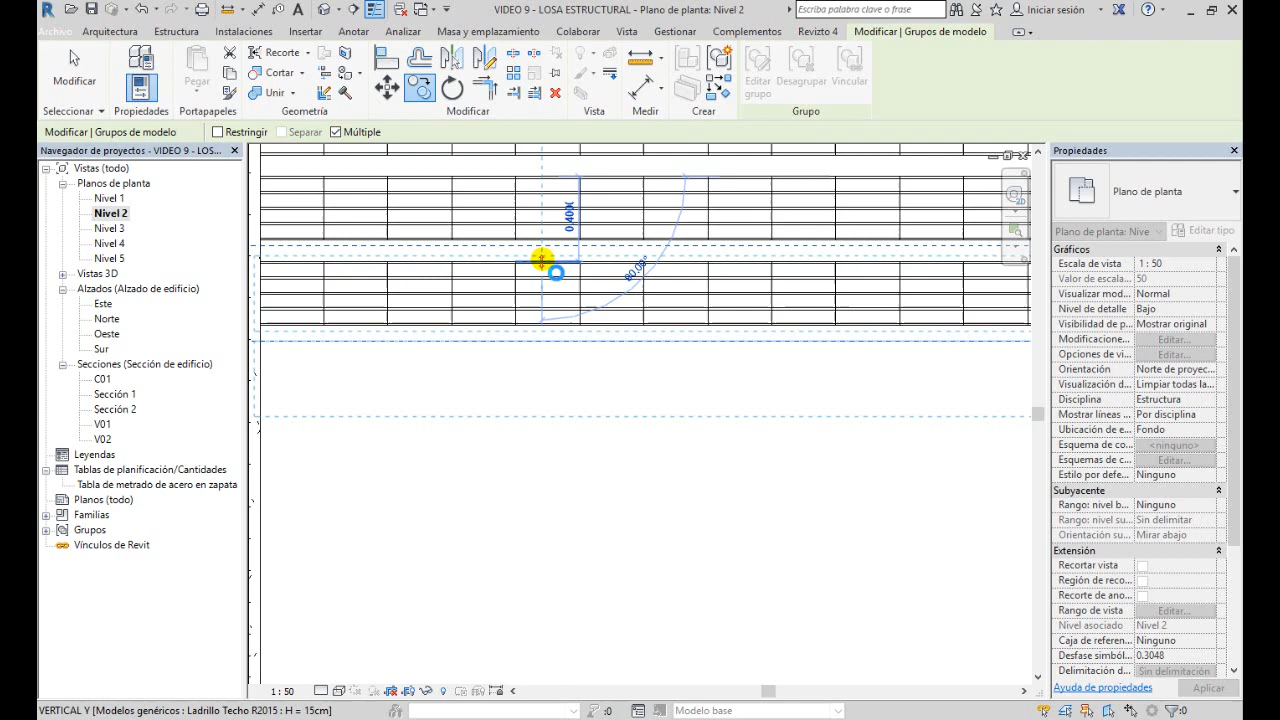 VIDEO 9 - LOSA ESTRUCTURAL - Plano de planta: Nivel 2
Escriba palabra clave o frase
Iniciar sesión
Archivo Arquitectura Estructura Instalaciones Insertar Anotar Analizar Masa y emplazamiento Colaborar Vista Gestionar Complementos Revizto 4 Modificar | Grupos de modelo
Modificar
Pegar
Recorte
Cortar
Unir
Editar grupo
Desagrupar
Vincular
Seleccionar Propiedades Portapapeles Geometría Modificar Vista Medir Crear Grupo
Modificar | Grupos de modelo Restringir Separar Múltiple
Navegador de proyectos - VIDEO 9 - LOS...
Vistas (todo)
Planos de planta
Nivel 1
Nivel 2
Nivel 3
Nivel 4
Nivel 5
Vistas 3D
Alzados (Alzado de edificio)
Este
Norte
Oeste
Sur
Secciones (Sección de edificio)
C01
Sección 1
Sección 2
V01
V02
Leyendas
Tablas de planificación/Cantidades
Tabla de metrado de acero en zapata
Planos (todo)
Familias
Grupos
Vínculos de Revit
Propiedades
Plano de planta
Plano de planta: Nive
Editar tipo
Gráficos
Escala de vista 1 : 50
Valor de escala... 50
Visualizar mod... Normal
Nivel de detalle Bajo
Visibilidad de p... Mostrar original
Modificacione... Editar...
Opciones de vi... Editar...
Orientación Norte de proyec...
Visualización d... Limpiar todas la...
Disciplina Estructura
Mostrar líneas ... Por disciplina
Ubicación de e... Fondo
Esquema de co... <ninguno>
Esquemas de c... Editar...
Estilo por defe... Ninguno
Subyacente
Rango: nivel b... Ninguno
Rango: nivel su... Sin delimitar
Orientación su... Mirar abajo
Extensión
Recortar vista
Región de reco...
Recorte de ano...
Rango de vista Editar...
Nivel asociado Nivel 2
Caja de referen... Ninguno
Desfase simból... 0.3048
Delimitación d... Sin delimitación
Ayuda de propiedades Aplicar
1 : 50
VERTICAL Y [Modelos genéricos : Ladrillo Techo R2015 : H = 15cm]
:0
Modelo base
:0